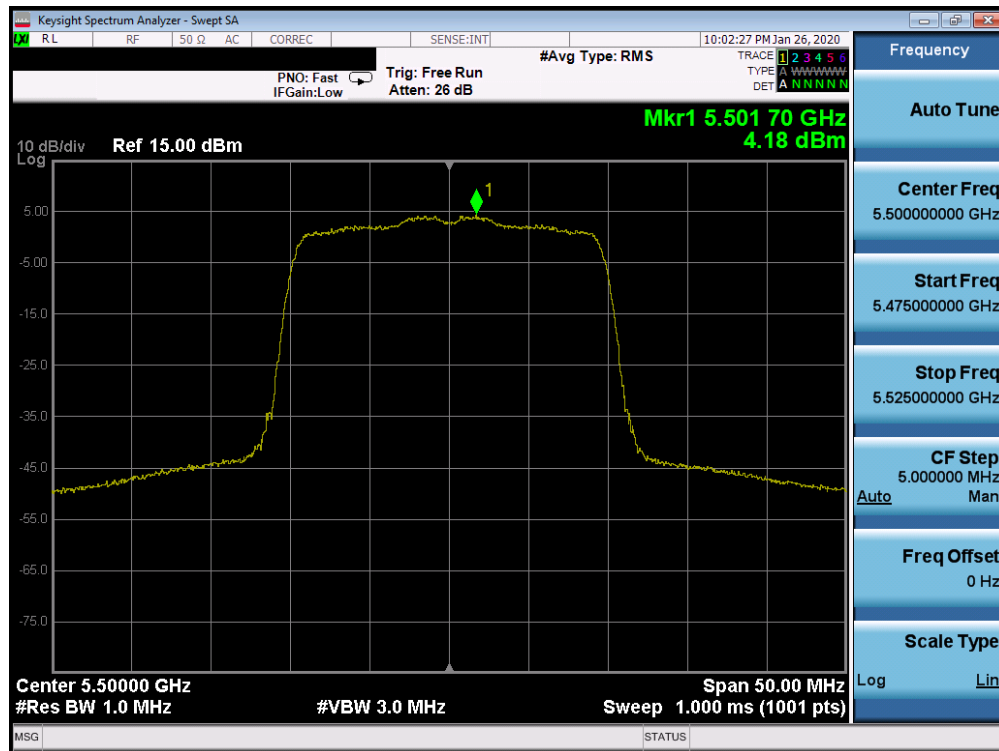 Keysight Spectrum Analyzer - Swept SA
LXI RL RF 50 Ω AC CORREC SENSE:INT 10:02:27 PM Jan 26, 2020
PNO: Fast
IFGain:Low
Trig: Free Run
Atten: 26 dB
#Avg Type: RMS
TRACE 1 2 3 4 5 6
TYPE A WWWWW
DET A N N N N N
Mkr1 5.501 70 GHz
4.18 dBm
10 dB/div Ref 15.00 dBm
Log
1
5.00
-5.00
-15.0
-25.0
-35.0
-45.0
-55.0
-65.0
-75.0
Center 5.50000 GHz Span 50.00 MHz
#Res BW 1.0 MHz #VBW 3.0 MHz Sweep 1.000 ms (1001 pts)
MSG STATUS
Frequency
Auto Tune
Center Freq
5.500000000 GHz
Start Freq
5.475000000 GHz
Stop Freq
5.525000000 GHz
CF Step
5.000000 MHz
Auto Man
Freq Offset
0 Hz
Scale Type
Log Lin